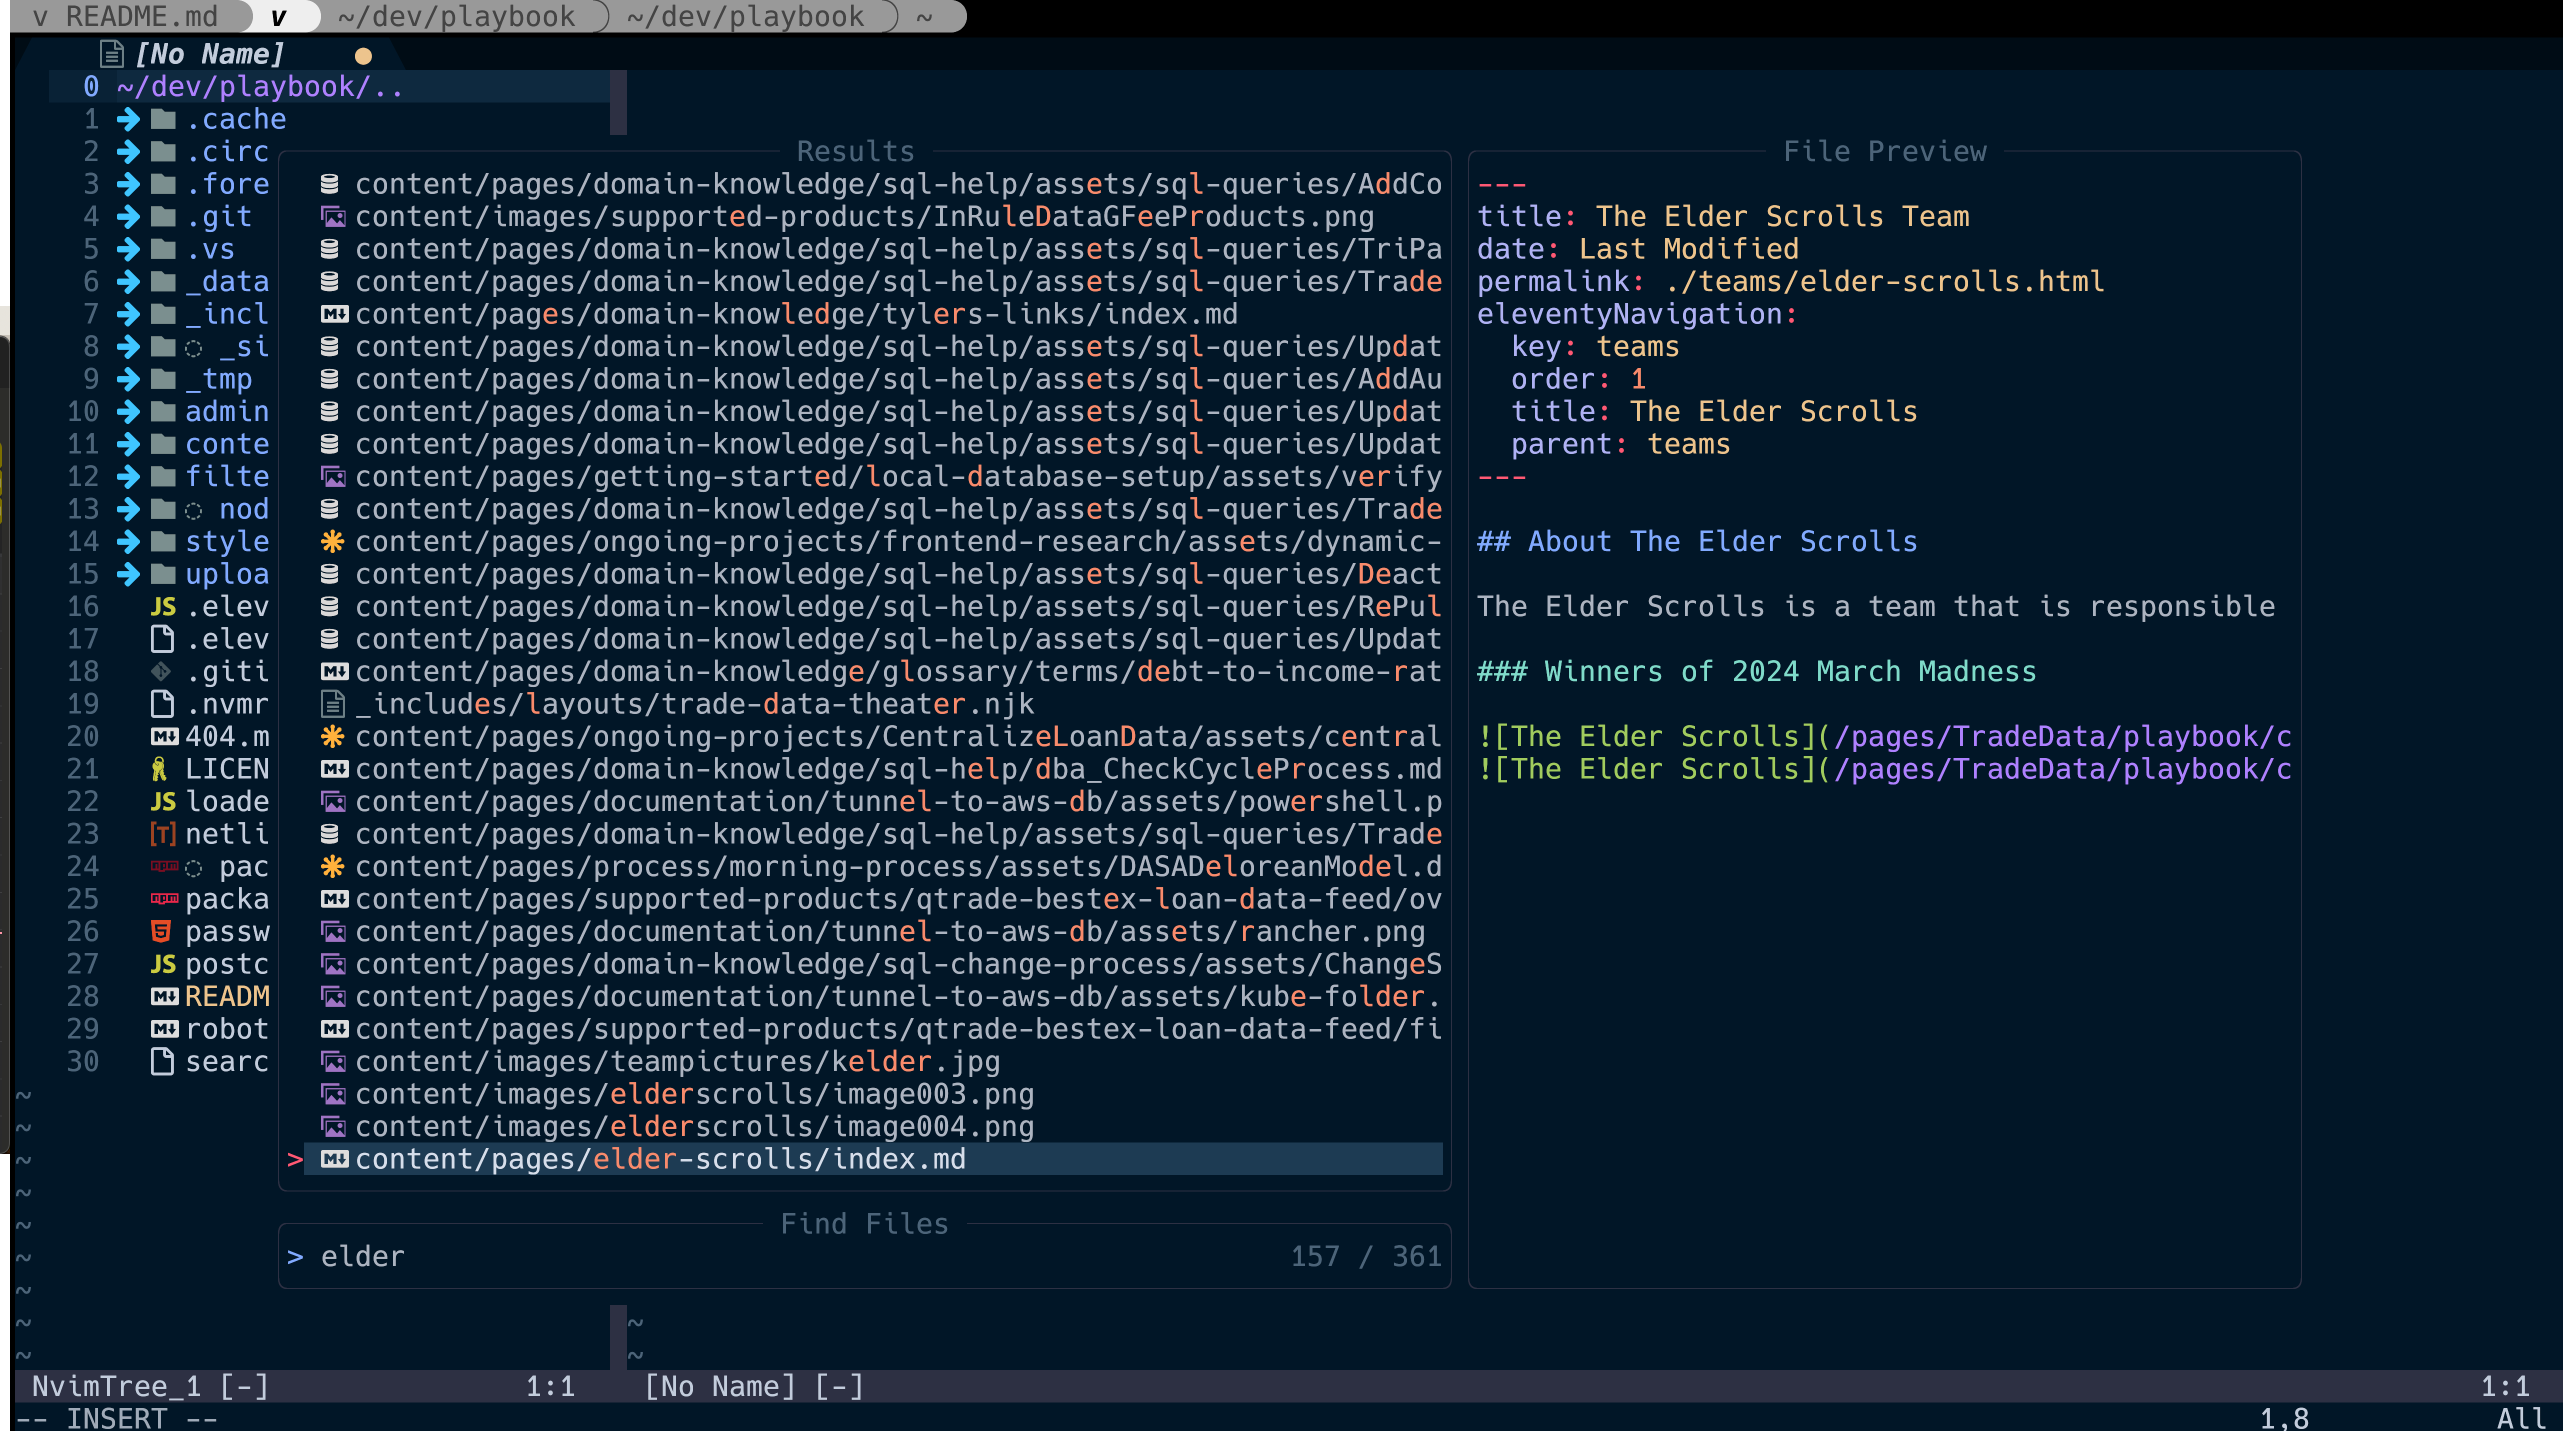 v README.md  v  ~/dev/playbook  ~/dev/playbook  ~
[No Name]
0 ~/dev/playbook/..
1 .cache
2 .circ
3 .fore
4 .git
5 .vs
6 _data
7 _incl
8 _si
9 _tmp
10 admin
11 conte
12 filte
13 nod
14 style
15 uploa
16 JS .elev
17 .elev
18 .giti
19 .nvmr
20 M↓ 404.m
21 LICEN
22 JS loade
23 [T] netli
24 npm pac
25 npm packa
26 5 passw
27 JS postc
28 M↓ READM
29 M↓ robot
30 searc
~
~
~
~
~
~
~
~
~
Results
content/pages/domain-knowledge/sql-help/assets/sql-queries/AddCo
content/images/supported-products/InRuleDataGFeeProducts.png
content/pages/domain-knowledge/sql-help/assets/sql-queries/TriPa
content/pages/domain-knowledge/sql-help/assets/sql-queries/Trade
M↓ content/pages/domain-knowledge/tylers-links/index.md
content/pages/domain-knowledge/sql-help/assets/sql-queries/Updat
content/pages/domain-knowledge/sql-help/assets/sql-queries/AddAu
content/pages/domain-knowledge/sql-help/assets/sql-queries/Updat
content/pages/domain-knowledge/sql-help/assets/sql-queries/Updat
content/pages/getting-started/local-database-setup/assets/verify
content/pages/domain-knowledge/sql-help/assets/sql-queries/Trade
content/pages/ongoing-projects/frontend-research/assets/dynamic-
content/pages/domain-knowledge/sql-help/assets/sql-queries/Deact
content/pages/domain-knowledge/sql-help/assets/sql-queries/RePul
content/pages/domain-knowledge/sql-help/assets/sql-queries/Updat
M↓ content/pages/domain-knowledge/glossary/terms/debt-to-income-rat
_includes/layouts/trade-data-theater.njk
content/pages/ongoing-projects/CentralizeLoanData/assets/central
M↓ content/pages/domain-knowledge/sql-help/dba_CheckCycleProcess.md
content/pages/documentation/tunnel-to-aws-db/assets/powershell.p
content/pages/domain-knowledge/sql-help/assets/sql-queries/Trade
content/pages/process/morning-process/assets/DASADeloreanModel.d
M↓ content/pages/supported-products/qtrade-bestex-loan-data-feed/ov
content/pages/documentation/tunnel-to-aws-db/assets/rancher.png
content/pages/domain-knowledge/sql-change-process/assets/ChangeS
content/pages/documentation/tunnel-to-aws-db/assets/kube-folder.
M↓ content/pages/supported-products/qtrade-bestex-loan-data-feed/fi
content/images/teampictures/kelder.jpg
content/images/elderscrolls/image003.png
content/images/elderscrolls/image004.png
> M↓ content/pages/elder-scrolls/index.md
Find Files
> elder 157 / 361
File Preview
---
title: The Elder Scrolls Team
date: Last Modified
permalink: ./teams/elder-scrolls.html
eleventyNavigation:
  key: teams
  order: 1
  title: The Elder Scrolls
  parent: teams
---
## About The Elder Scrolls
The Elder Scrolls is a team that is responsible
### Winners of 2024 March Madness
![The Elder Scrolls](/pages/TradeData/playbook/c
![The Elder Scrolls](/pages/TradeData/playbook/c
~
~
NvimTree_1 [-] 1:1 [No Name] [-] 1:1
-- INSERT -- 1,8 All